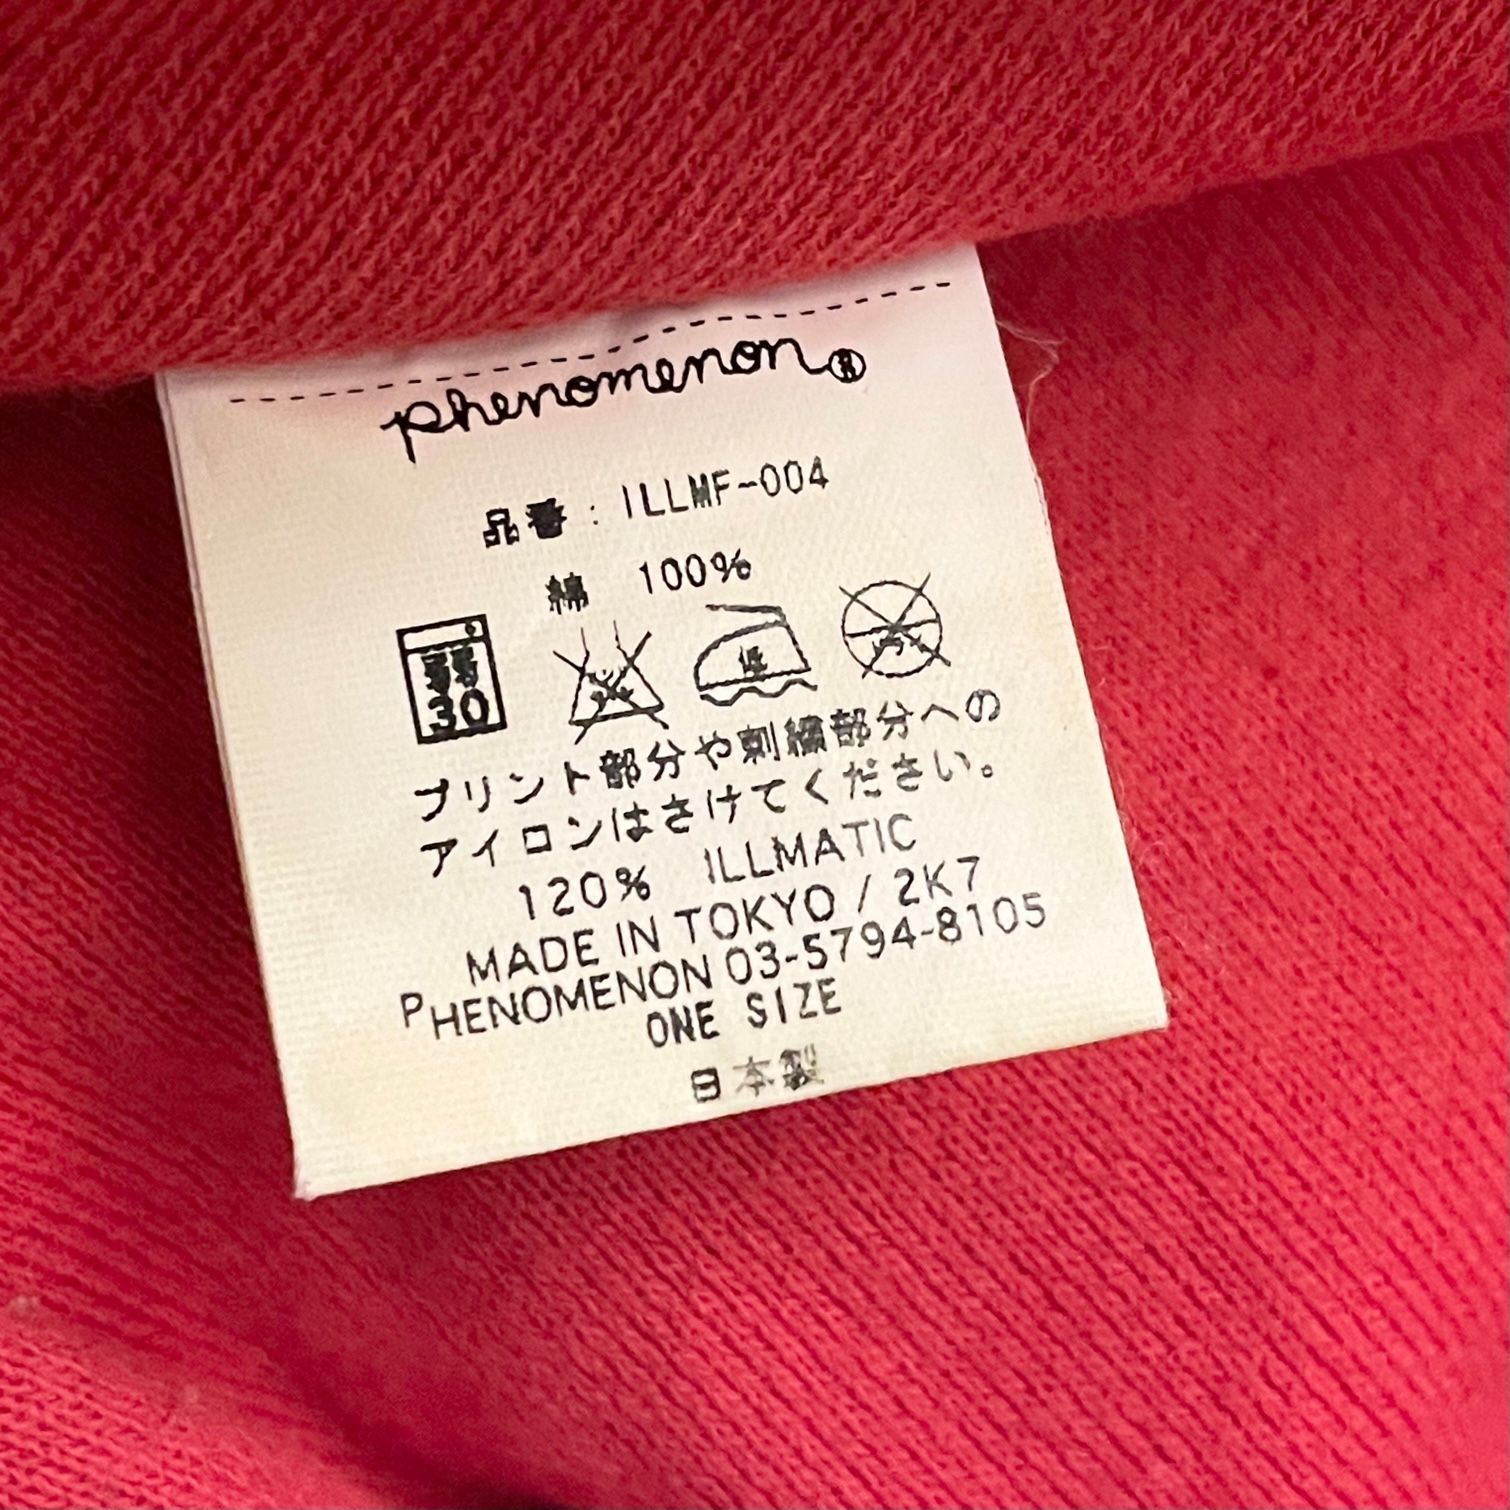 phenomenon®
品番：ILLMF-004
綿 100%
弱
30
低
プリント部分や刺繍部分への
アイロンはさけてください。
120% ILLMATIC
MADE IN TOKYO / 2K7
PHENOMENON 03-5794-8105
ONE SIZE
日本製